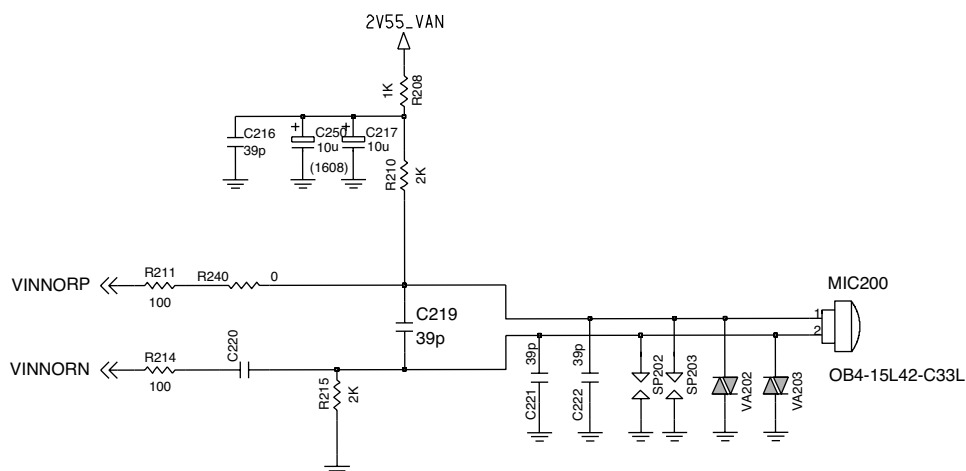 2V55_VAN
1K
R208
C216
39p
+
C250
10u
(1608)
+
C217
10u
R210
2K
VINNORP
R211
100
R240
0
C219
39p
VINNORN
R214
100
C220
R215
2K
39p
C221
39p
C222
SP202
SP203
VA202
VA203
MIC200
1
2
OB4-15L42-C33L